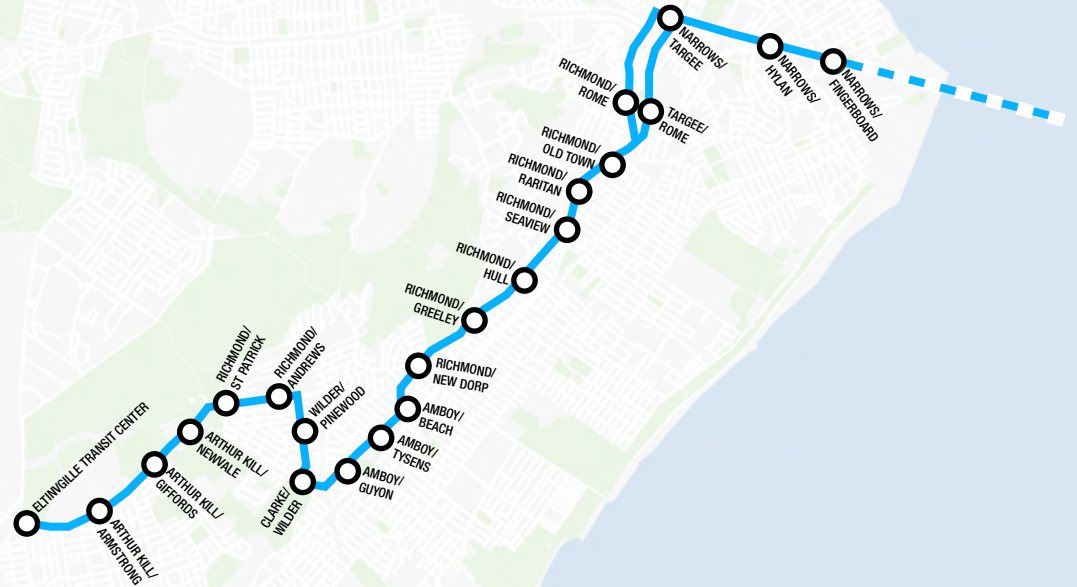 NARROWS/
TARGEE
NARROWS/
HYLAN
NARROWS/
FINGERBOARD
RICHMOND/
ROME
TARGEE/
ROME
RICHMOND/
OLD TOWN
RICHMOND/
RARITAN
RICHMOND/
SEAVIEW
RICHMOND/
HULL
RICHMOND/
GREELEY
RICHMOND/
NEW DORP
AMBOY/
BEACH
AMBOY/
TYSENS
AMBOY/
GUYON
CLARKE/
WILDER
WILDER/
PINEWOOD
RICHMOND/
ANDREWS
RICHMOND/
ST PATRICK
ARTHUR KILL/
NEWVALE
ARTHUR KILL/
GIFFORDS
ARTHUR KILL/
ARMSTRONG
ELTINVGILLE TRANSIT CENTER